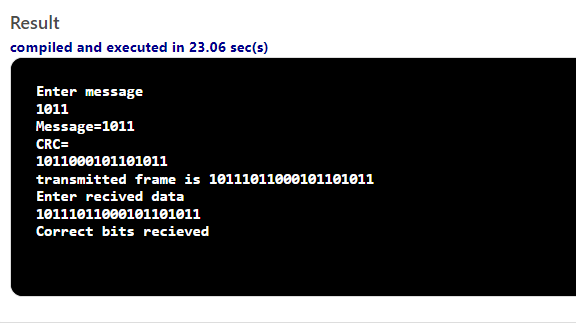 Result
compiled and executed in 23.06 sec(s)
Enter message
1011
Message=1011
CRC=
1011000101101011
transmitted frame is 10111011000101101011
Enter recived data
10111011000101101011
Correct bits recieved